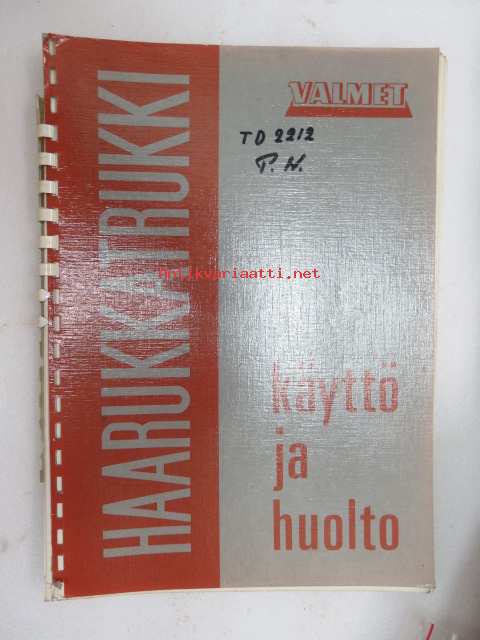 VALMET
TD 2212
P. N.
HAARUKKATRUKKI
Antikvariaatti.net
käyttö
ja
huolto